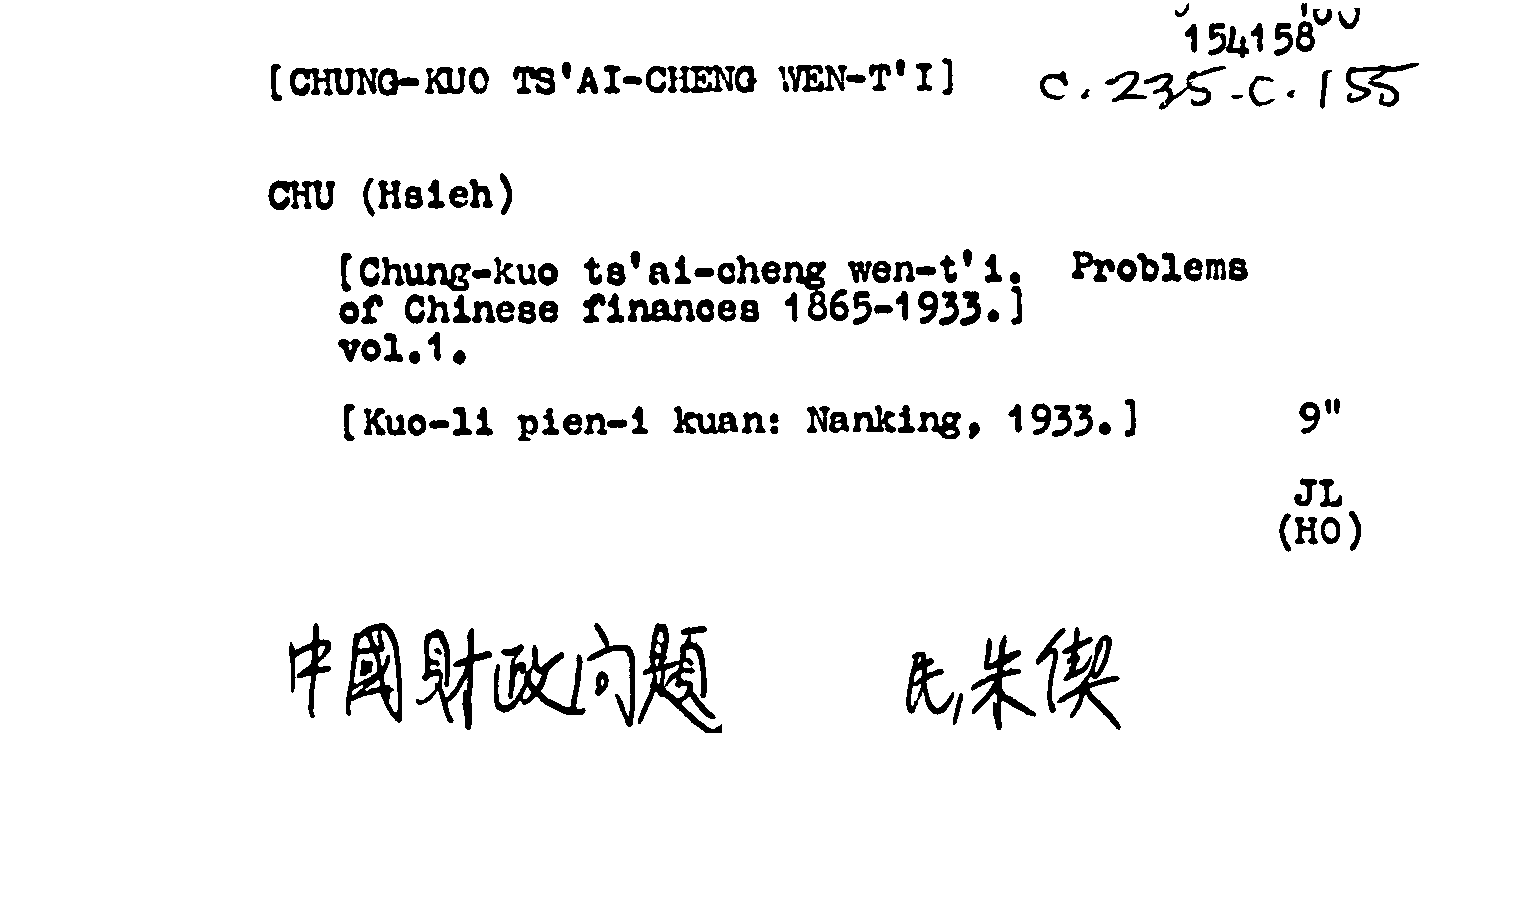 154158
[CHUNG-KUO TS'AI-CHENG WEN-T'I] c.235-c.155
CHU (Hsieh)
[Chung-kuo ts'ai-cheng wen-t'i. Problems
of Chinese finances 1865-1933.]
vol.1.
[Kuo-li pien-i kuan: Nanking, 1933.] 9"
JL
(HO)
中國財政问題 民,朱偰